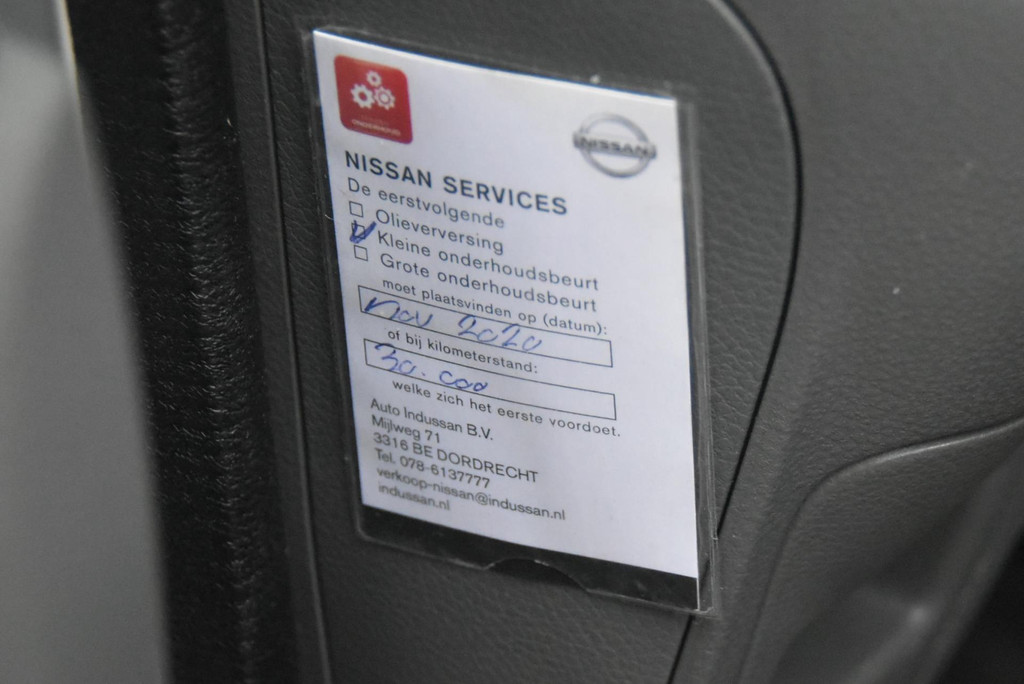 ONDERHOUD
NISSAN
NISSAN SERVICES
De eerstvolgende
Olieverversing
Kleine onderhoudsbeurt
Grote onderhoudsbeurt
moet plaatsvinden op (datum):
nov 2020
of bij kilometerstand:
30.000
welke zich het eerste voordoet.
Auto Indussan B.V.
Mijlweg 71
3316 BE DORDRECHT
Tel. 078-6137777
verkoop-nissan@indussan.nl
indussan.nl